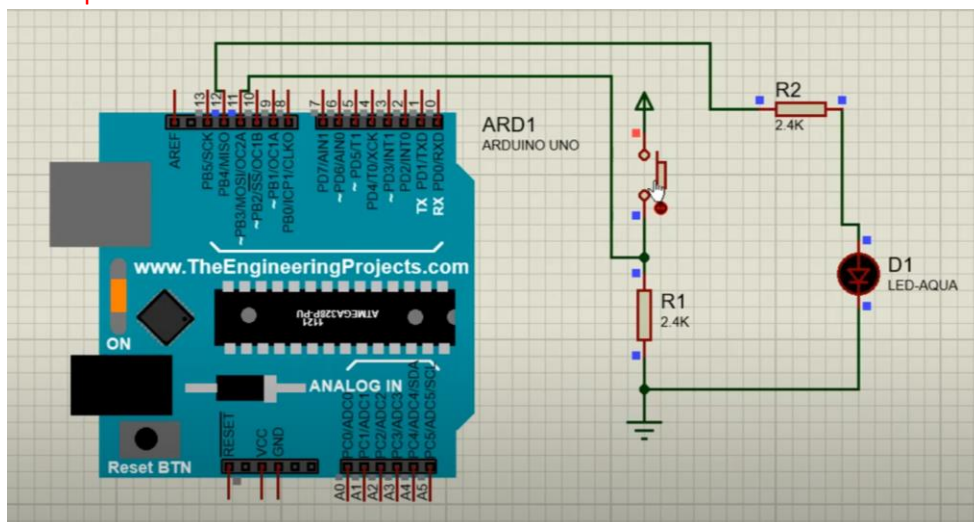 13
12
11
10
9
8
7
6
5
4
3
2
1
0
AREF
PB5/SCK
PB4/MISO
~PB3/MOSI/OC2A
~PB2/SS/OC1B
~PB1/OC1A
PB0/ICP1/CLKO
PD7/AIN1
~PD6/AIN0
~PD5/T1
PD4/T0/XCK
~PD3/INT1
PD2/INT0
TX PD1/TXD
RX PD0/RXD
ARD1
ARDUINO UNO
R2
2.4K
www.TheEngineeringProjects.com
D1
LED-AQUA
R1
2.4K
ATMEGA328P-PU
1121
ON
ANALOG IN
RESET
VCC
GND
PC0/ADC0
PC1/ADC1
PC2/ADC2
PC3/ADC3
PC4/ADC4/SDA
PC5/ADC5/SCL
Reset BTN
A0
A1
A2
A3
A4
A5